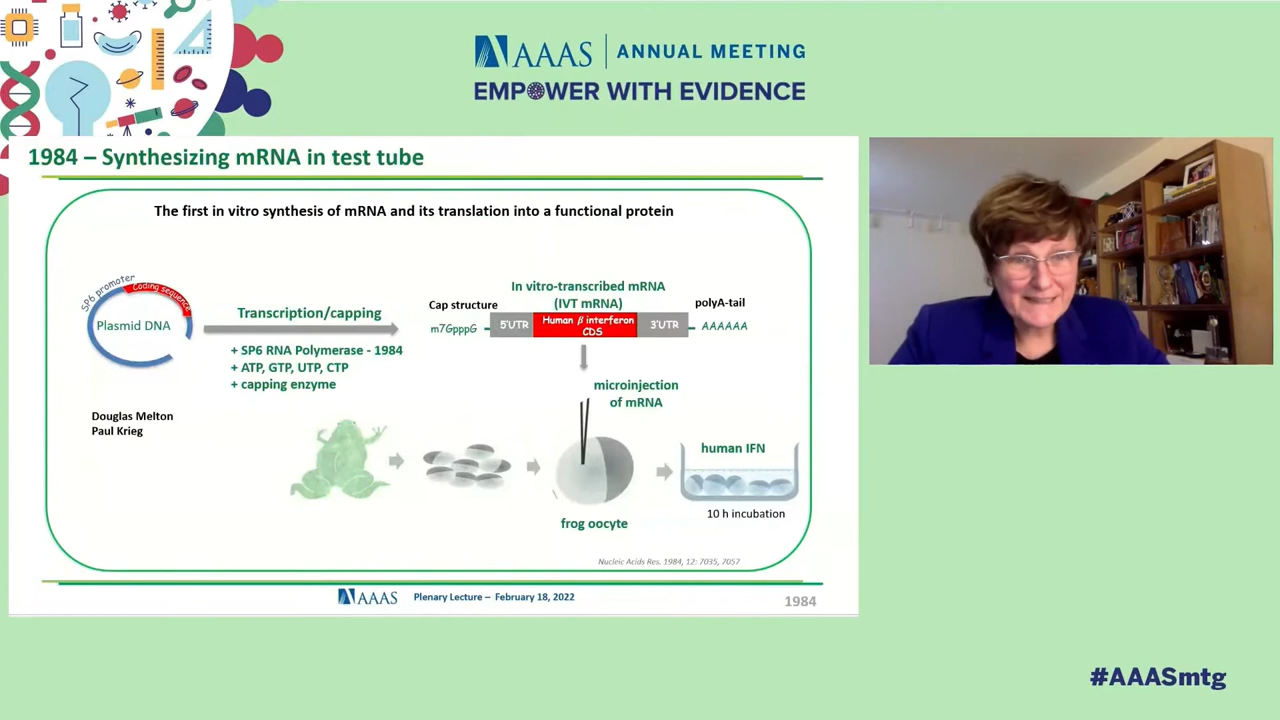 AAAS ANNUAL MEETING
EMPOWER WITH EVIDENCE
1984 – Synthesizing mRNA in test tube
The first in vitro synthesis of mRNA and its translation into a functional protein
SP6 promoter
Coding sequence
Plasmid DNA
Transcription/capping
+ SP6 RNA Polymerase - 1984
+ ATP, GTP, UTP, CTP
+ capping enzyme
In vitro-transcribed mRNA
(IVT mRNA)
Cap structure
polyA-tail
m7GpppG
5'UTR
Human β interferon
CDS
3'UTR
AAAAAA
microinjection
of mRNA
Douglas Melton
Paul Krieg
frog oocyte
human IFN
10 h incubation
Nucleic Acids Res. 1984, 12: 7035, 7057
AAAS Plenary Lecture – February 18, 2022
1984
#AAASmtg